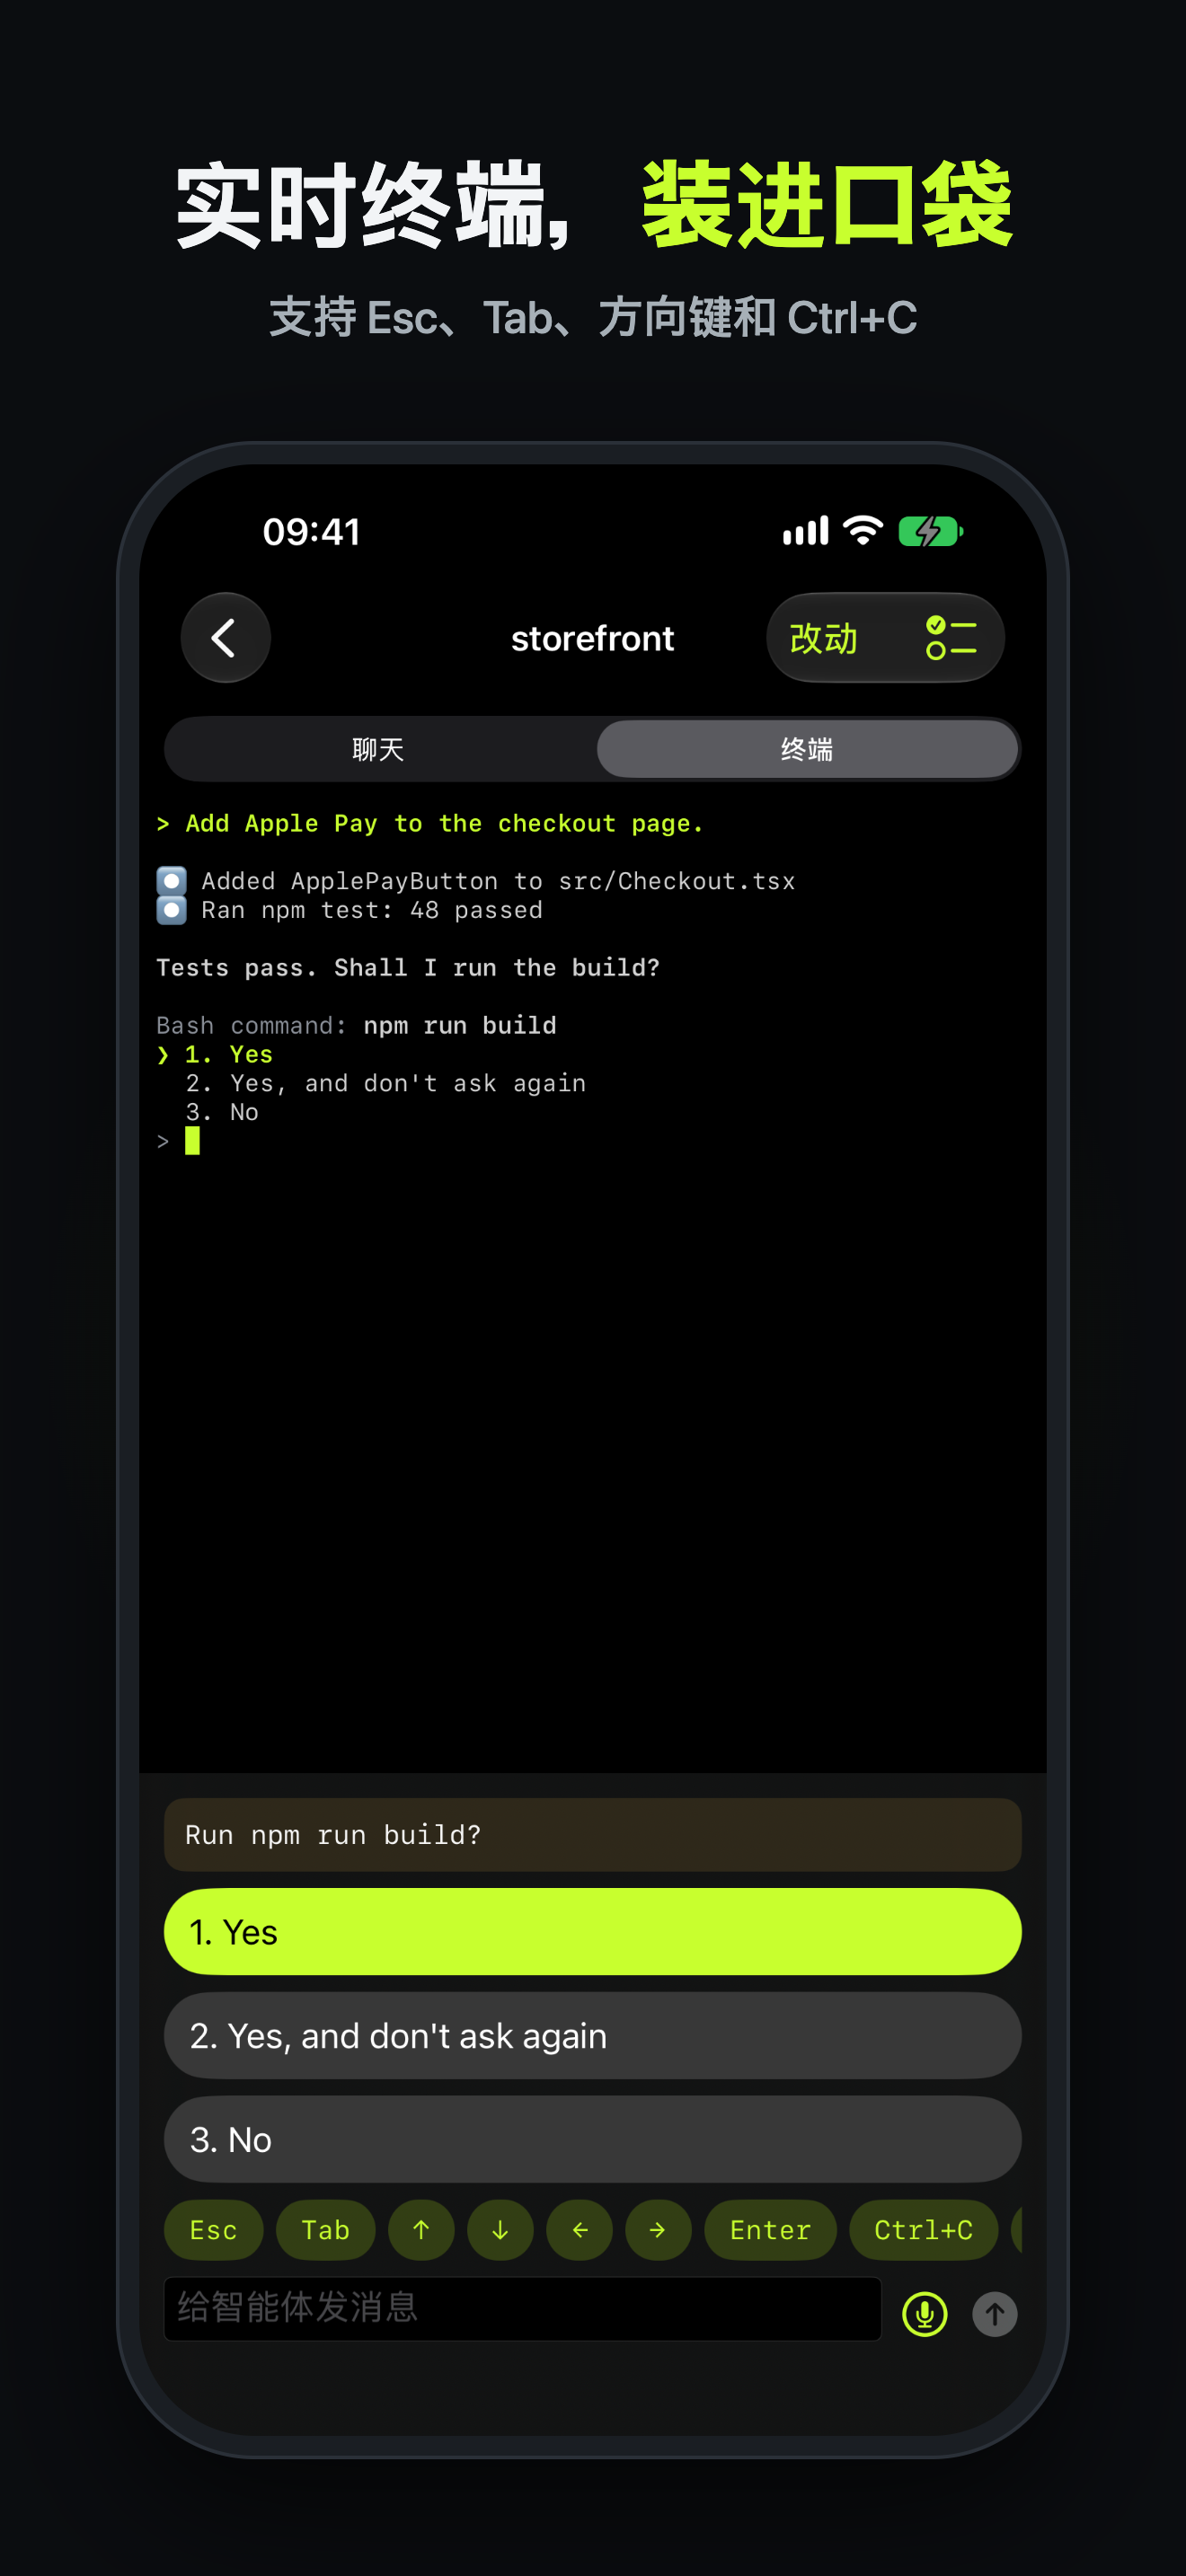 实时终端，装进口袋
支持 Esc、Tab、方向键和 Ctrl+C
09:41
storefront
改动
聊天
终端
> Add Apple Pay to the checkout page.
⏺ Added ApplePayButton to src/Checkout.tsx
⏺ Ran npm test: 48 passed
Tests pass. Shall I run the build?
Bash command: npm run build
❯ 1. Yes
2. Yes, and don't ask again
3. No
>
Run npm run build?
1. Yes
2. Yes, and don't ask again
3. No
Esc Tab ↑ ↓ ← → Enter Ctrl+C
给智能体发消息